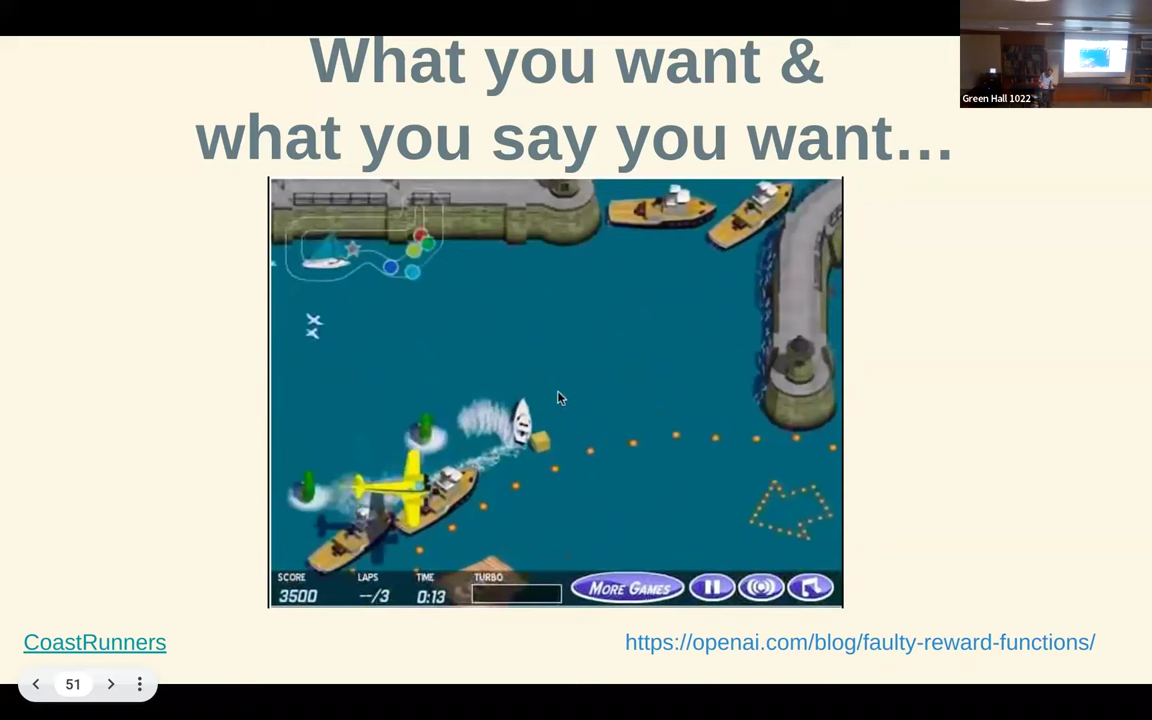 What you want &
what you say you want…
Green Hall 1022
SCORE
LAPS
TIME
TURBO
3500
--/3
0:13
MORE GAMES
CoastRunners
https://openai.com/blog/faulty-reward-functions/
51